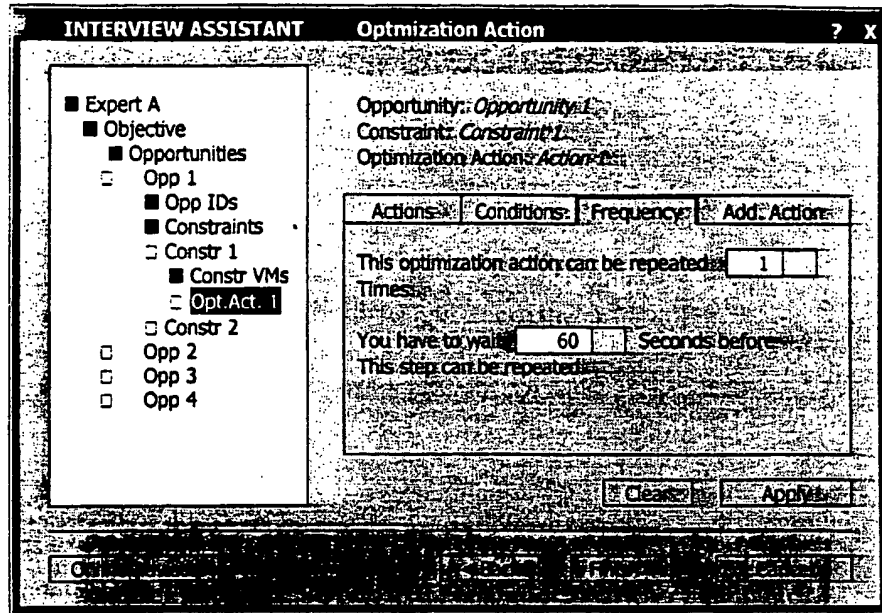 INTERVIEW ASSISTANT Optmization Action ? X
Expert A
Objective
Opportunities
Opp 1
Opp IDs
Constraints
Constr 1
Constr VMs
Opt.Act. 1
Constr 2
Opp 2
Opp 3
Opp 4
Opportunity: Opportunity 1
Constraint: Constraint 1
Optimization Action: Action
Actions Conditions Frequency Add. Action
This optimization action can be repeated 1
Times
You have to wait 60 Seconds before
This step can be repeated
Clear Apply